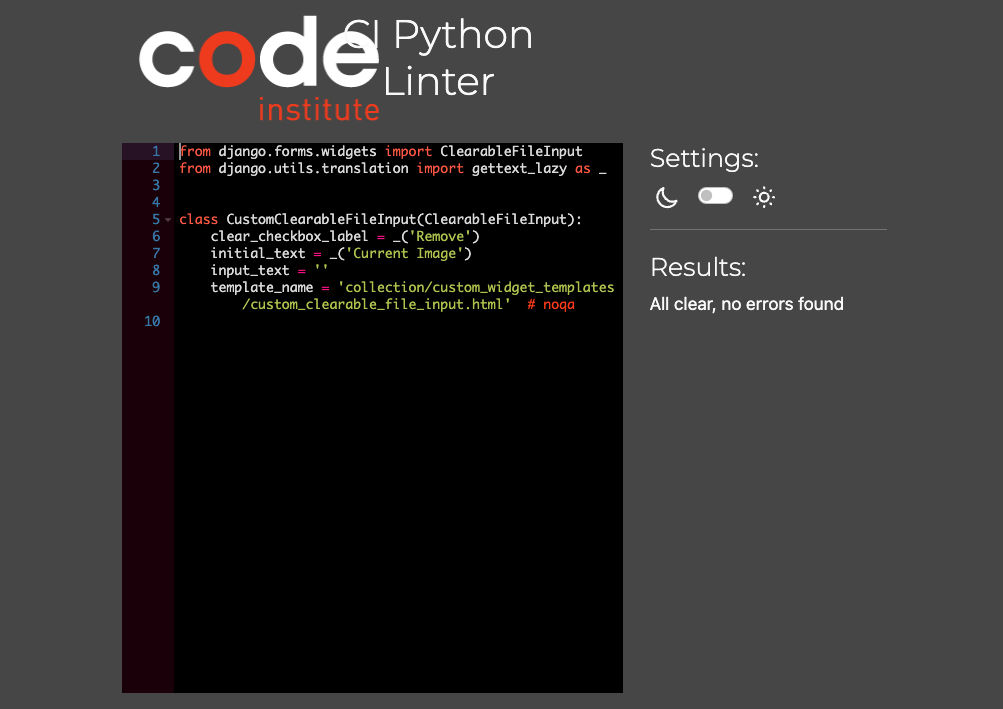 code
institute
CI Python
Linter
1 from django.forms.widgets import ClearableFileInput
2 from django.utils.translation import gettext_lazy as _
3
4
5 class CustomClearableFileInput(ClearableFileInput):
6     clear_checkbox_label = _('Remove')
7     initial_text = _('Current Image')
8     input_text = ''
9     template_name = 'collection/custom_widget_templates
        /custom_clearable_file_input.html'  # noqa
10
Settings:
Results:
All clear, no errors found